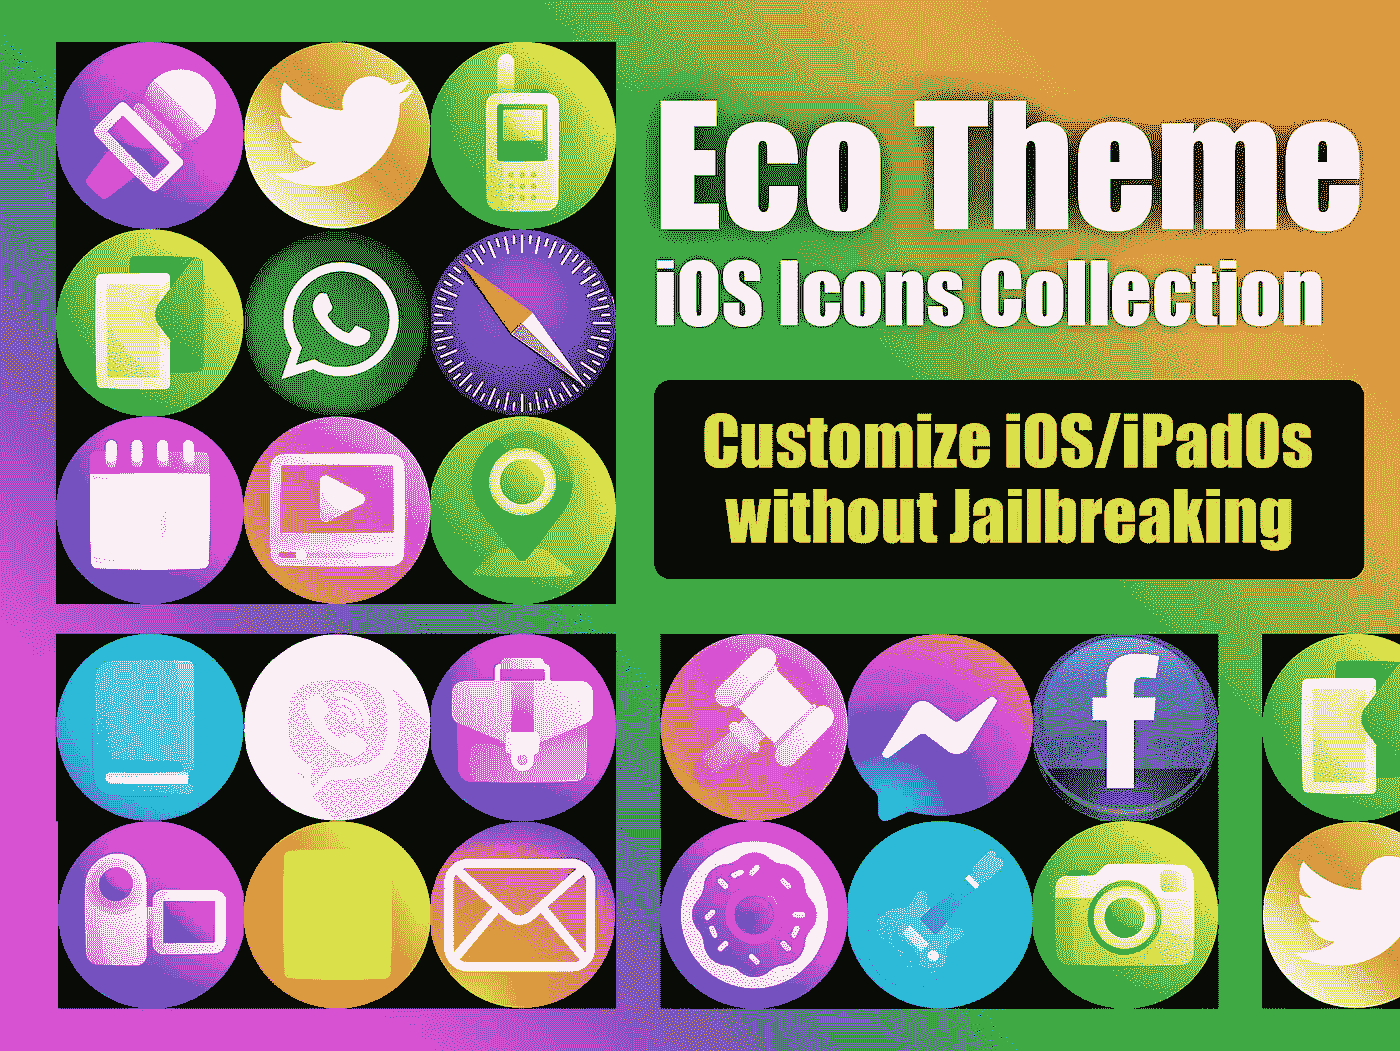 Eco Theme
iOS Icons Collection
Customize iOS/iPadOs
without Jailbreaking